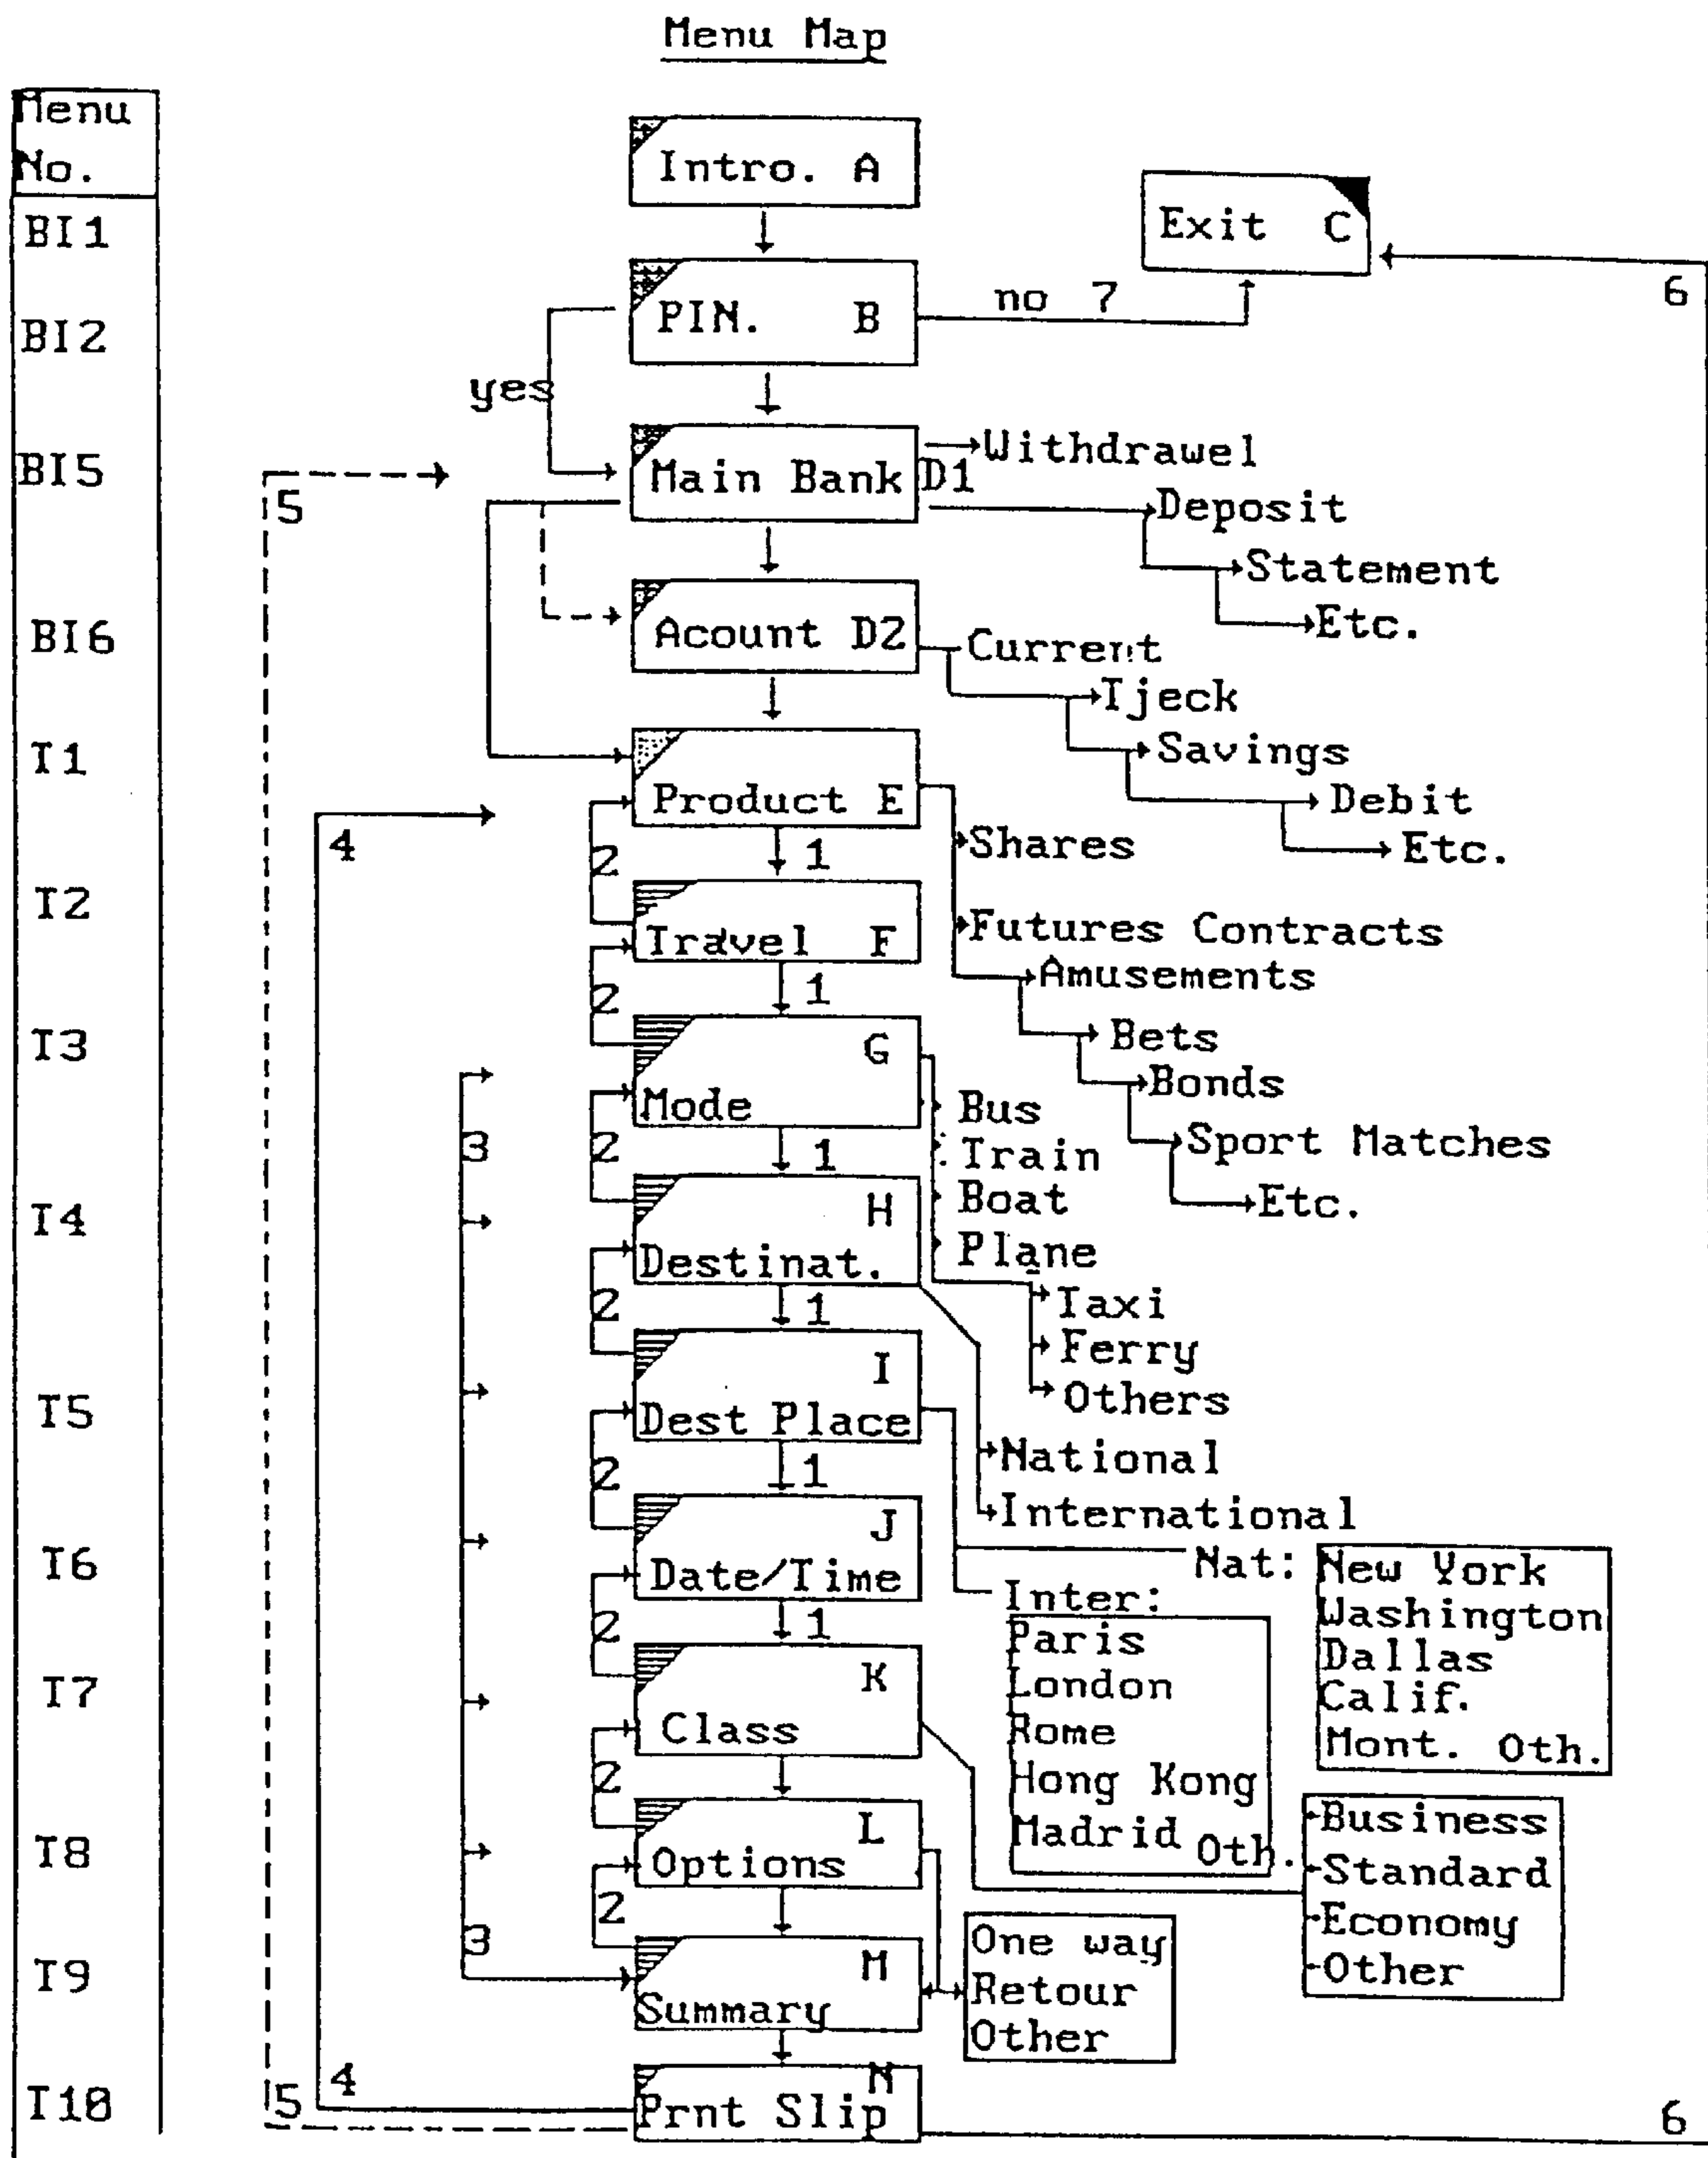 Menu Map
Menu
No.
Intro. A
Exit C
BI1
6
PIN. B
no 7
BI2
yes
Withdrawel
Main Bank D1
BI5
5
Deposit
Statement
Etc.
Acount D2
BI6
Current
Tjeck
Savings
Debit
Etc.
T1
Product E
4
Shares
2
1
T2
Travel F
Futures Contracts
Amusements
2
1
Bets
T3
G
Mode
Bonds
Bus
3
2
1
Train
Sport Matches
Boat
Etc.
T4
H
Destinat.
Plane
2
1
Taxi
Ferry
I
Others
T5
Dest Place
National
2
1
International
J
T6
Date/Time
Nat:
New York
Washington
Dallas
Calif.
Mont. Oth.
Inter:
Paris
London
Rome
Hong Kong
Madrid Oth.
2
1
K
T7
Class
2
Business
Standard
Economy
Other
L
T8
Options
2
3
One way
Retour
Other
M
T9
Summary
N
4
T10
5
Prnt Slip
6